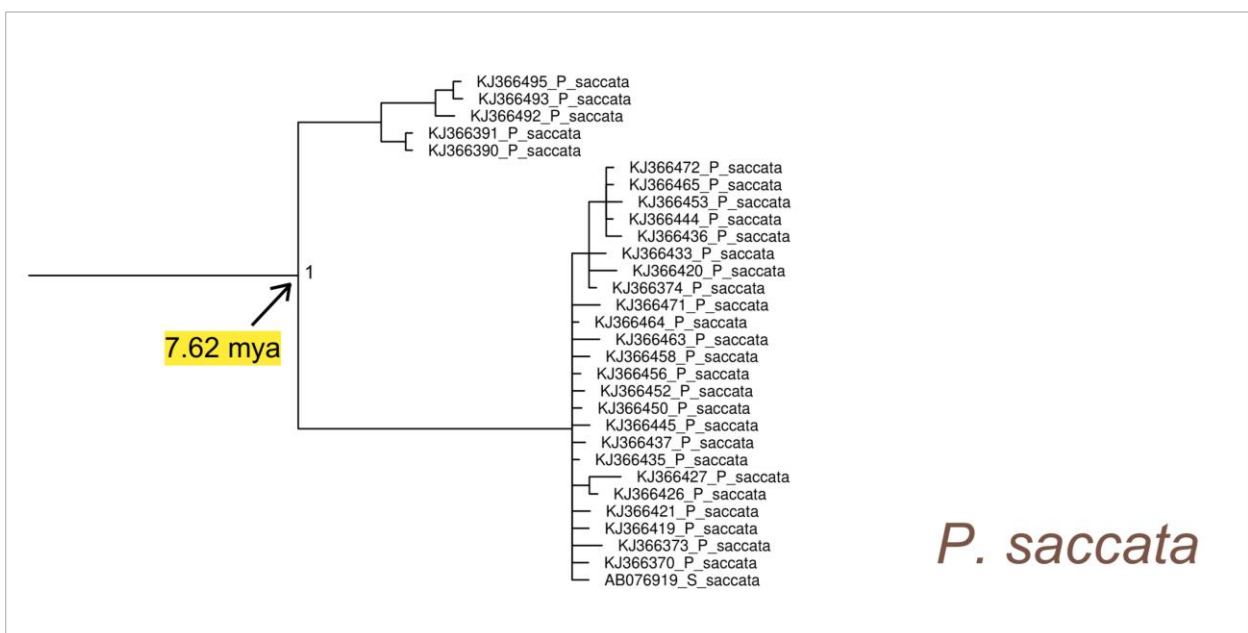 KJ366495_P_saccata
KJ366493_P_saccata
KJ366492_P_saccata
KJ366391_P_saccata
KJ366390_P_saccata
KJ366472_P_saccata
KJ366465_P_saccata
KJ366453_P_saccata
KJ366444_P_saccata
KJ366436_P_saccata
KJ366433_P_saccata
KJ366420_P_saccata
1
KJ366374_P_saccata
KJ366471_P_saccata
KJ366464_P_saccata
KJ366463_P_saccata
7.62 mya
KJ366458_P_saccata
KJ366456_P_saccata
KJ366452_P_saccata
KJ366450_P_saccata
KJ366445_P_saccata
KJ366437_P_saccata
KJ366435_P_saccata
KJ366427_P_saccata
KJ366426_P_saccata
KJ366421_P_saccata
KJ366419_P_saccata
KJ366373_P_saccata
P. saccata
KJ366370_P_saccata
AB076919_S_saccata